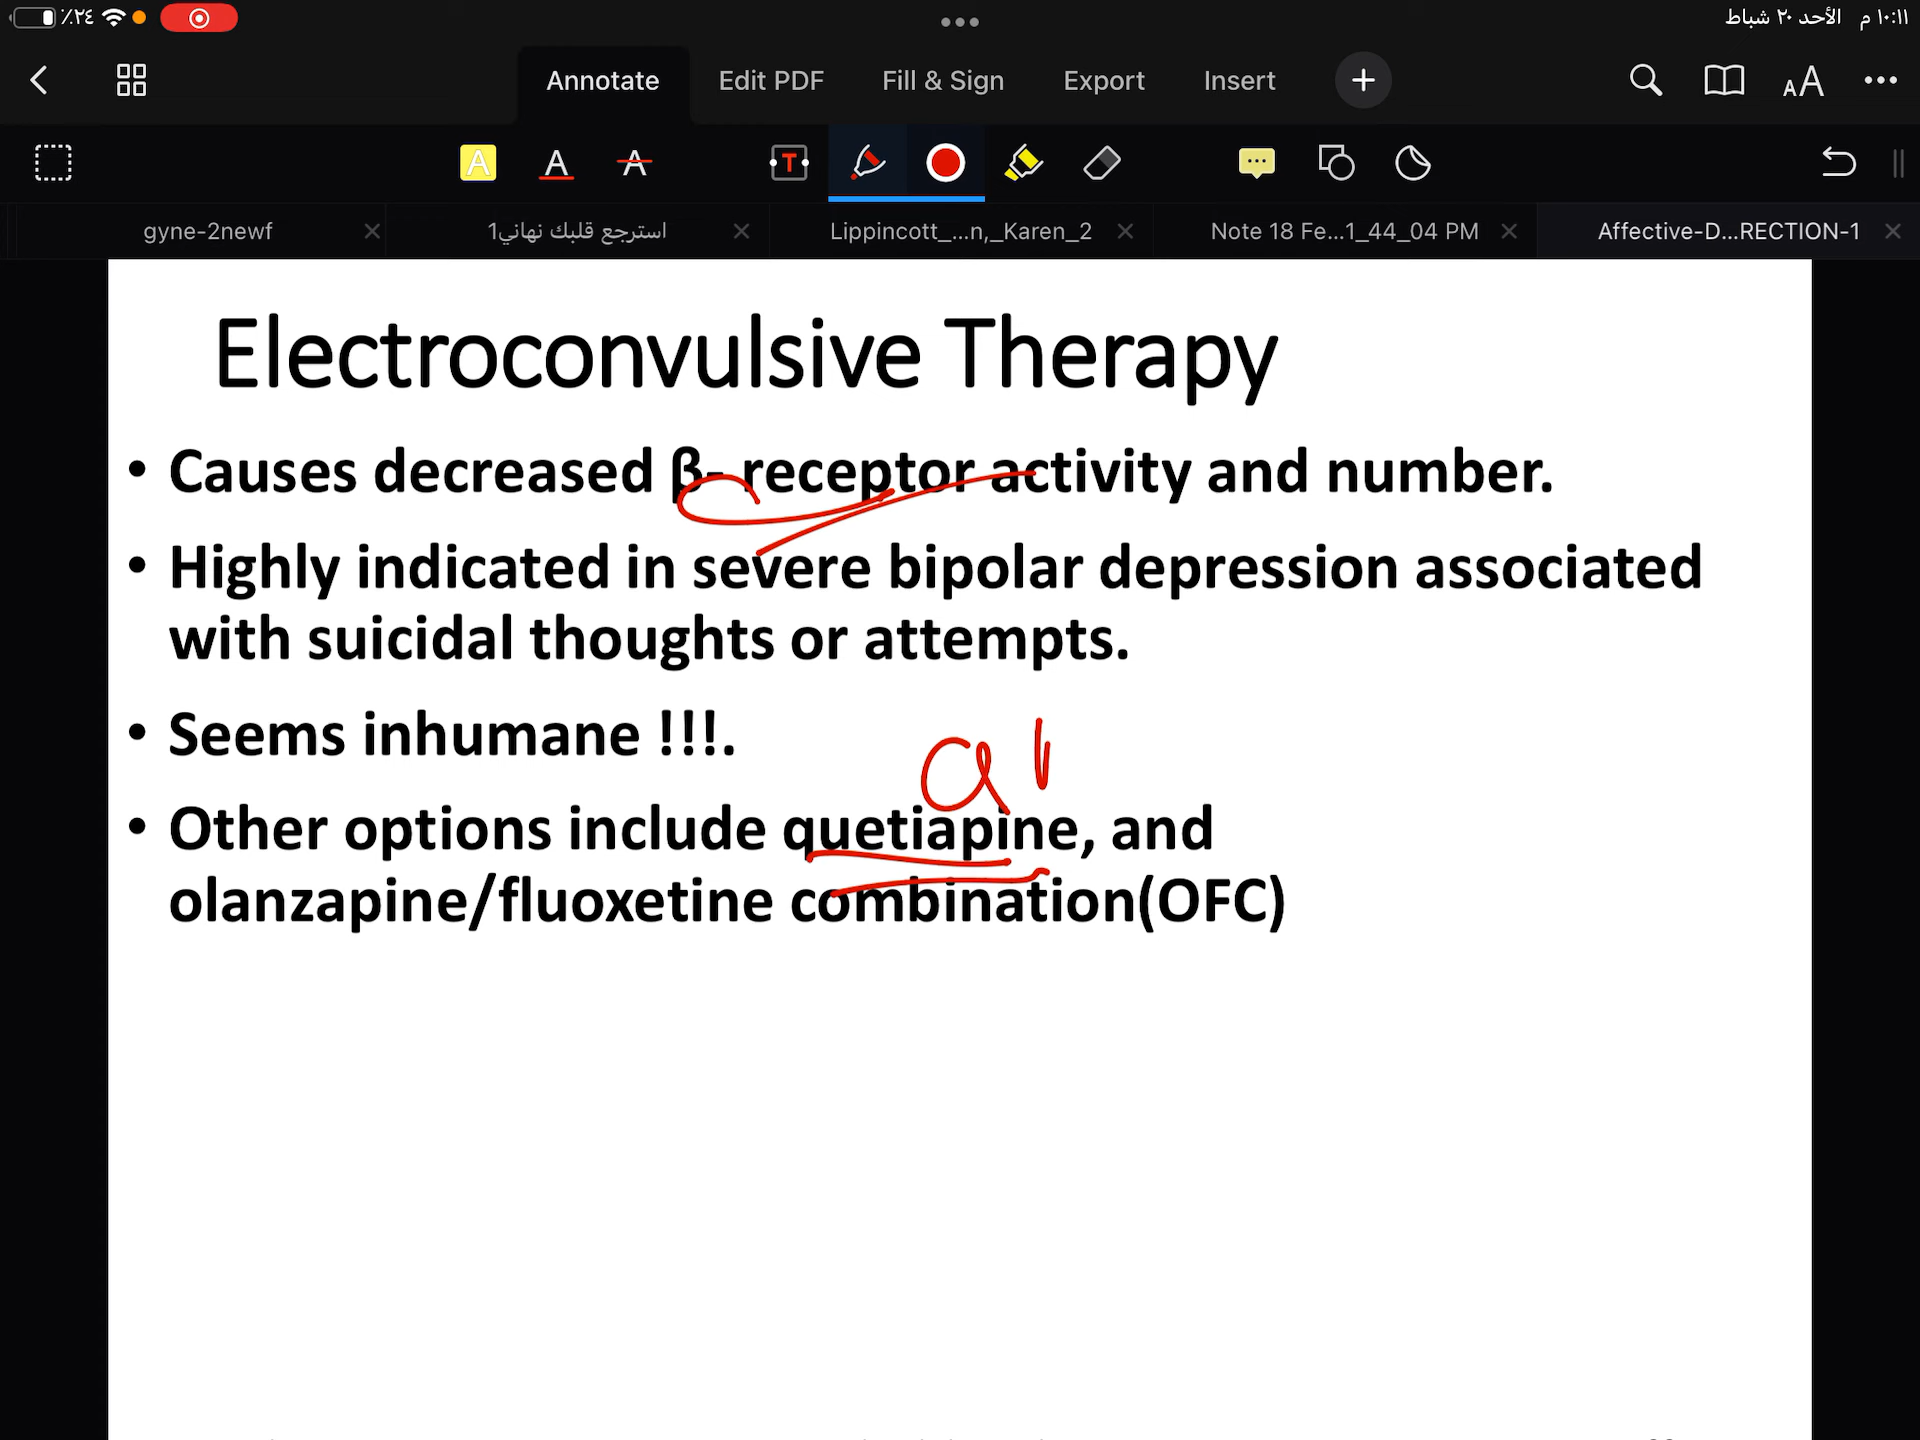 ٪٢٤
الأحد ٢٠ شباط ١٠:١١ م
Annotate Edit PDF Fill & Sign Export Insert
AA
A A A T
gyne-2newf استرجع قلبك نهاني1 Lippincott_...n,_Karen_2 Note 18 Fe...1_44_04 PM Affective-D...RECTION-1
Electroconvulsive Therapy
• Causes decreased β- receptor activity and number.
• Highly indicated in severe bipolar depression associated
with suicidal thoughts or attempts.
• Seems inhumane !!!.
• Other options include quetiapine, and
olanzapine/fluoxetine combination(OFC)